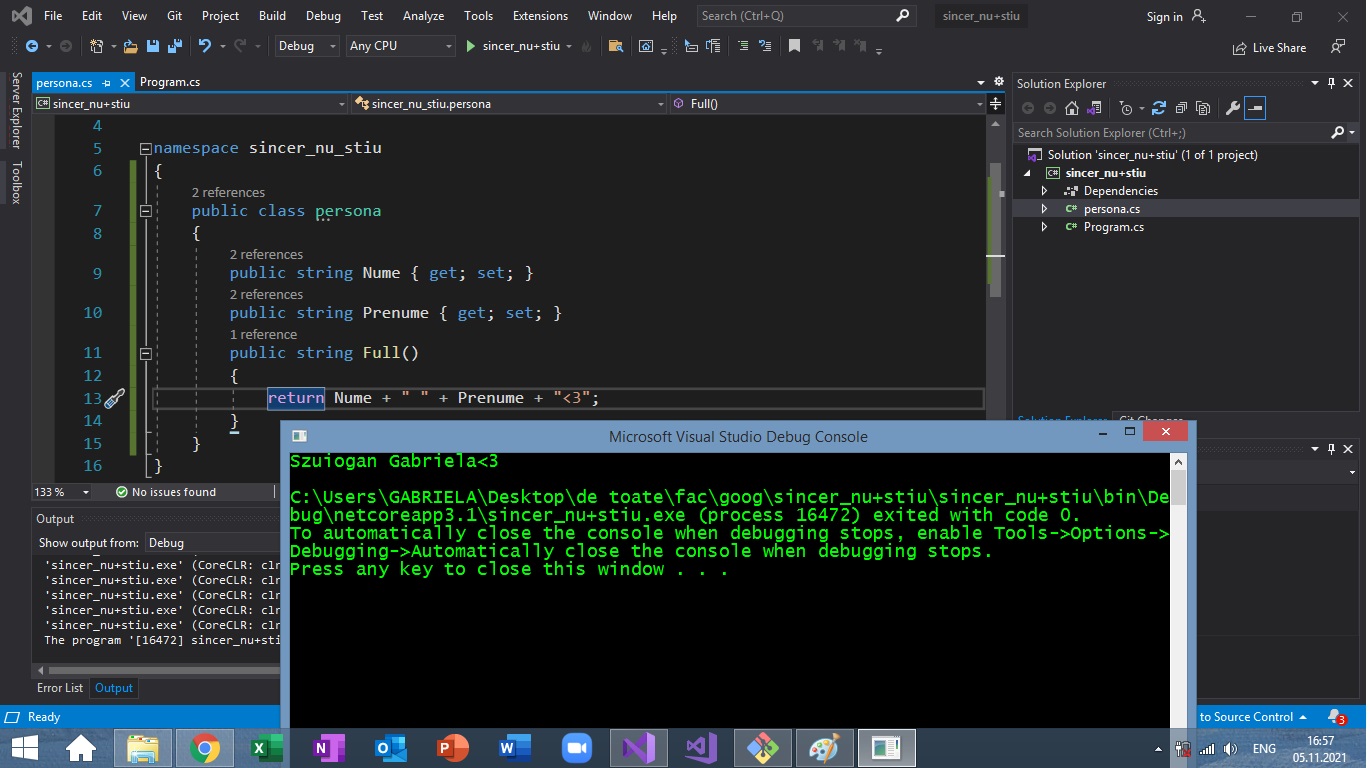 File Edit View Git Project Build Debug Test Analyze Tools Extensions Window Help Search (Ctrl+Q) sincer_nu+stiu Sign in
Debug Any CPU sincer_nu+stiu Live Share
Server Explorer
Toolbox
persona.cs Program.cs
sincer_nu+stiu sincer_nu_stiu.persona Full()
4
5 namespace sincer_nu_stiu
6 {
2 references
7 public class persona
8 {
2 references
9 public string Nume { get; set; }
2 references
10 public string Prenume { get; set; }
1 reference
11 public string Full()
12 {
13 return Nume + " " + Prenume + "<3";
14 }
15 }
16 }
133 % No issues found
Output
Show output from: Debug
'sincer_nu+stiu.exe' (CoreCLR: clr
'sincer_nu+stiu.exe' (CoreCLR: clr
'sincer_nu+stiu.exe' (CoreCLR: clr
'sincer_nu+stiu.exe' (CoreCLR: clr
'sincer_nu+stiu.exe' (CoreCLR: clr
The program '[16472] sincer_nu+sti
Error List Output
Ready
Solution Explorer
Search Solution Explorer (Ctrl+;)
Solution 'sincer_nu+stiu' (1 of 1 project)
sincer_nu+stiu
Dependencies
persona.cs
Program.cs
Solution Explorer Git Changes
Microsoft Visual Studio Debug Console
Szuiogan Gabriela<3
C:\Users\GABRIELA\Desktop\de toate\fac\goog\sincer_nu+stiu\sincer_nu+stiu\bin\De
bug\netcoreapp3.1\sincer_nu+stiu.exe (process 16472) exited with code 0.
To automatically close the console when debugging stops, enable Tools->Options->
Debugging->Automatically close the console when debugging stops.
Press any key to close this window . . .
to Source Control 3
ENG
16:57
05.11.2021